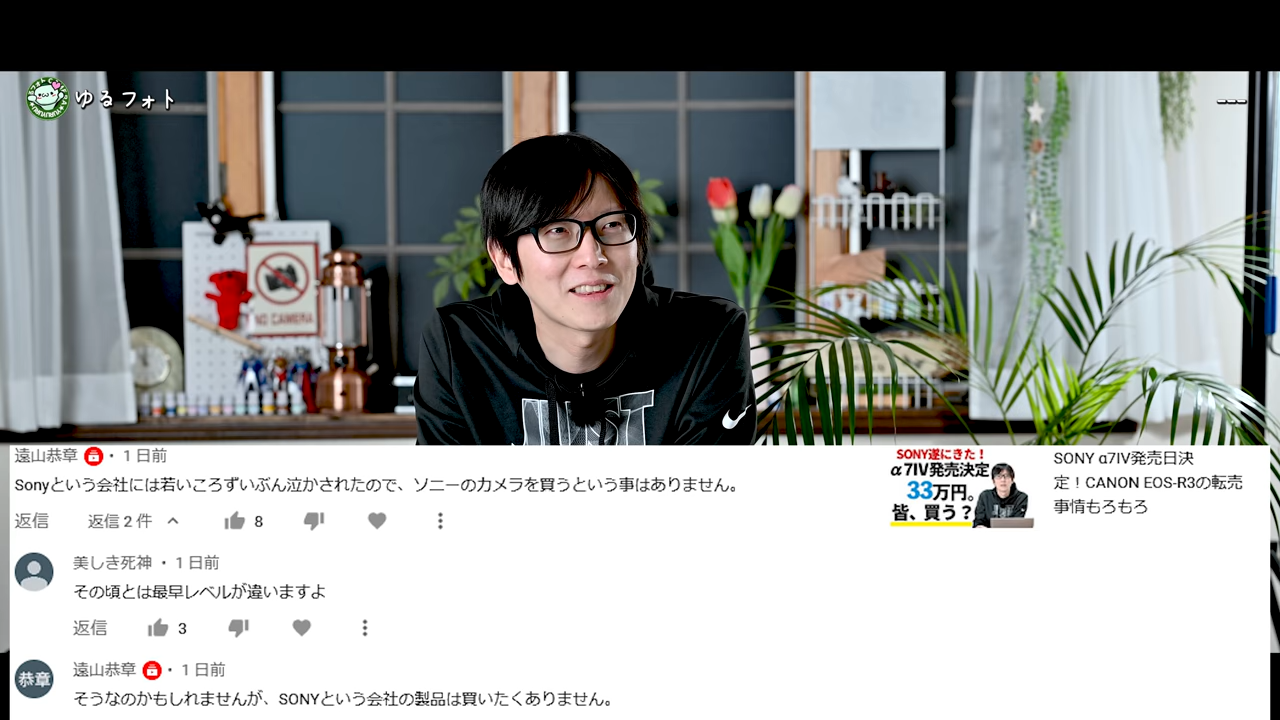 ゆるフォト
NO CAMERA
JUST
遠山恭章 ・ 1 日前
Sonyという会社には若いころずいぶん泣かされたので、ソニーのカメラを買うという事はありません。
返信 返信 2 件 8
美しき死神 ・ 1 日前
その頃とは最早レベルが違いますよ
返信 3
恭章 遠山恭章 ・ 1 日前
そうなのかもしれませんが、SONYという会社の製品は買いたくありません。
SONY遂にきた！
α7IV発売決定
33万円。
皆、買う？
SONY α7IV発売日決
定！CANON EOS-R3の転売
事情もろもろ